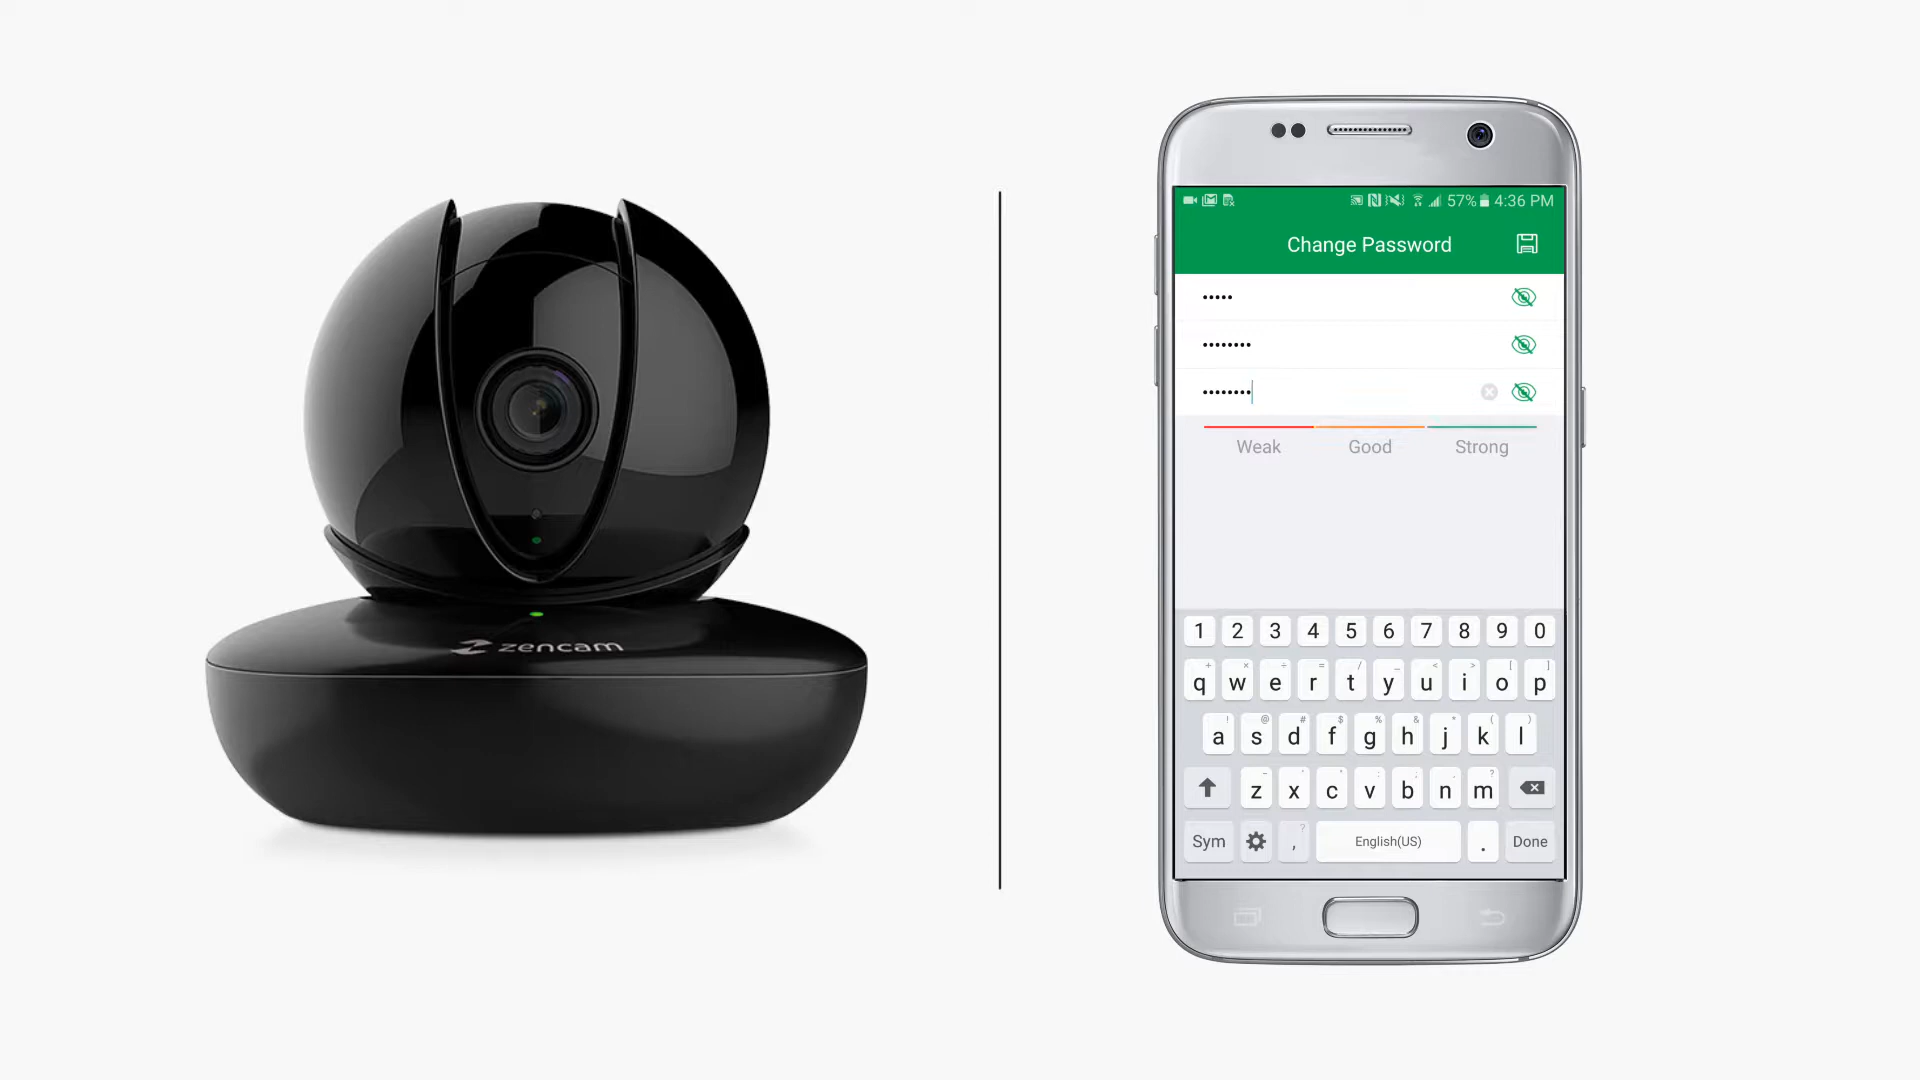 zencam
57% 4:36 PM
Change Password
•••••
••••••••
••••••••
Weak Good Strong
1 2 3 4 5 6 7 8 9 0
+ × ÷ = / _ < > [ ]
q w e r t y u i o p
! @ # $ % & * ( )
a s d f g h j k l
- ' " : ; , ?
z x c v b n m
Sym , ? English(US) . Done